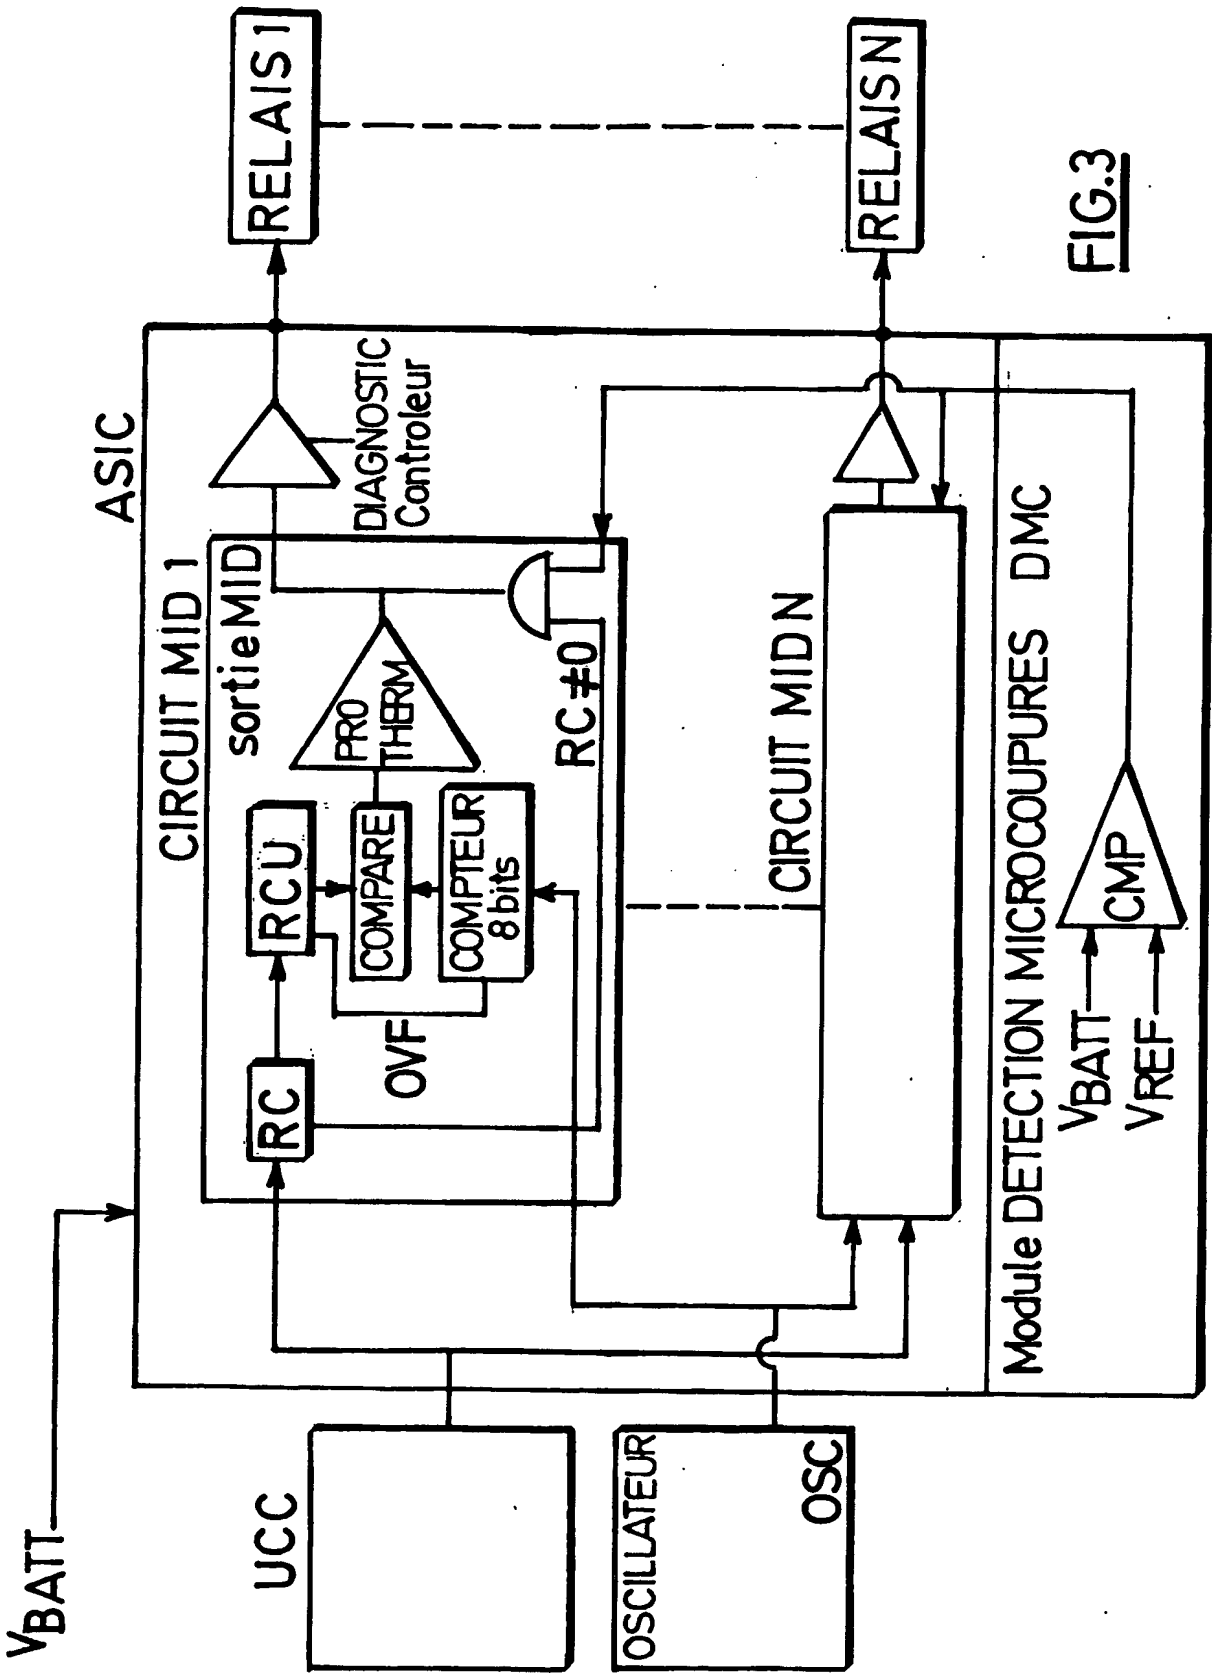 VBATT
ASIC
CIRCUIT MID 1
sortie MID
UCC
RC
RCU
COMPARE
COMPTEUR
8 bits
OVF
PRO
THERM
RC≠0
DIAGNOSTIC
Controleur
RELAIS 1
OSCILLATEUR
OSC
CIRCUIT MID N
RELAIS N
Module DETECTION MICROCOUPURES DMC
VBATT
VREF
CMP
FIG.3